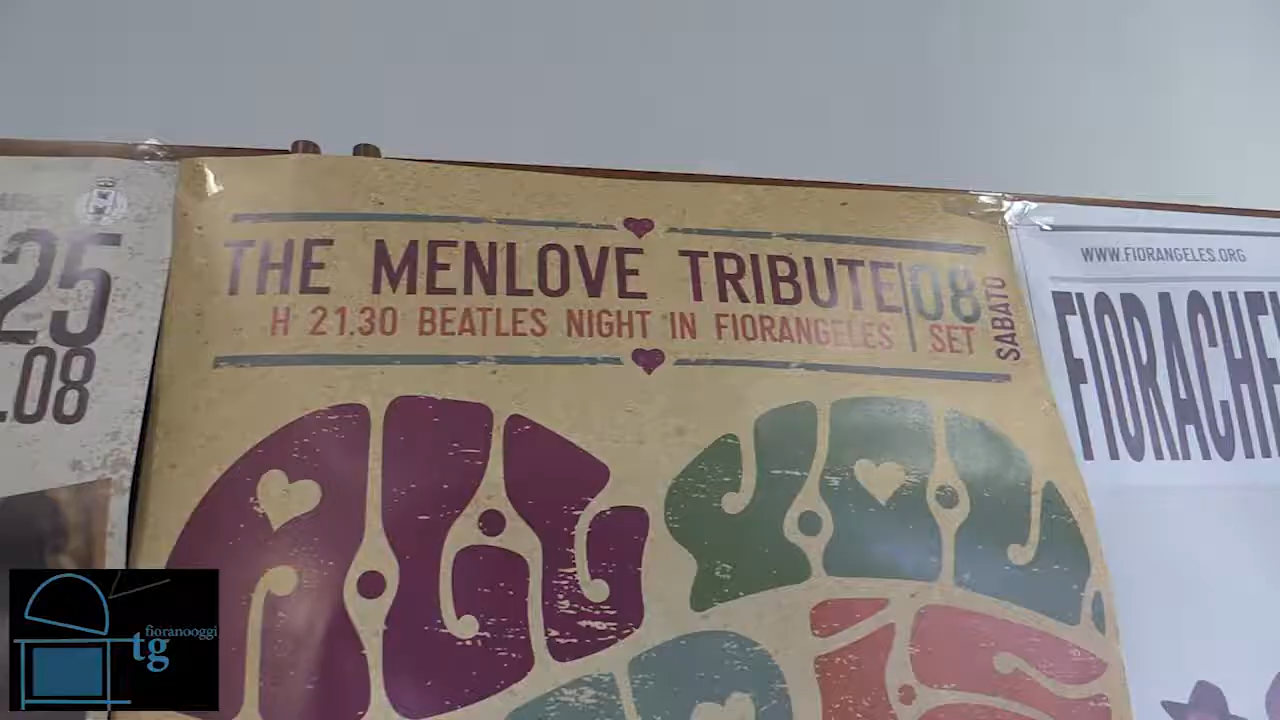 25
.08
THE MENLOVE TRIBUTE
H 21.30 BEATLES NIGHT IN FIORANGELES
08
SET
SABATO
WWW.FIORANGELES.ORG
FIORACHE
fioranooggi
tg